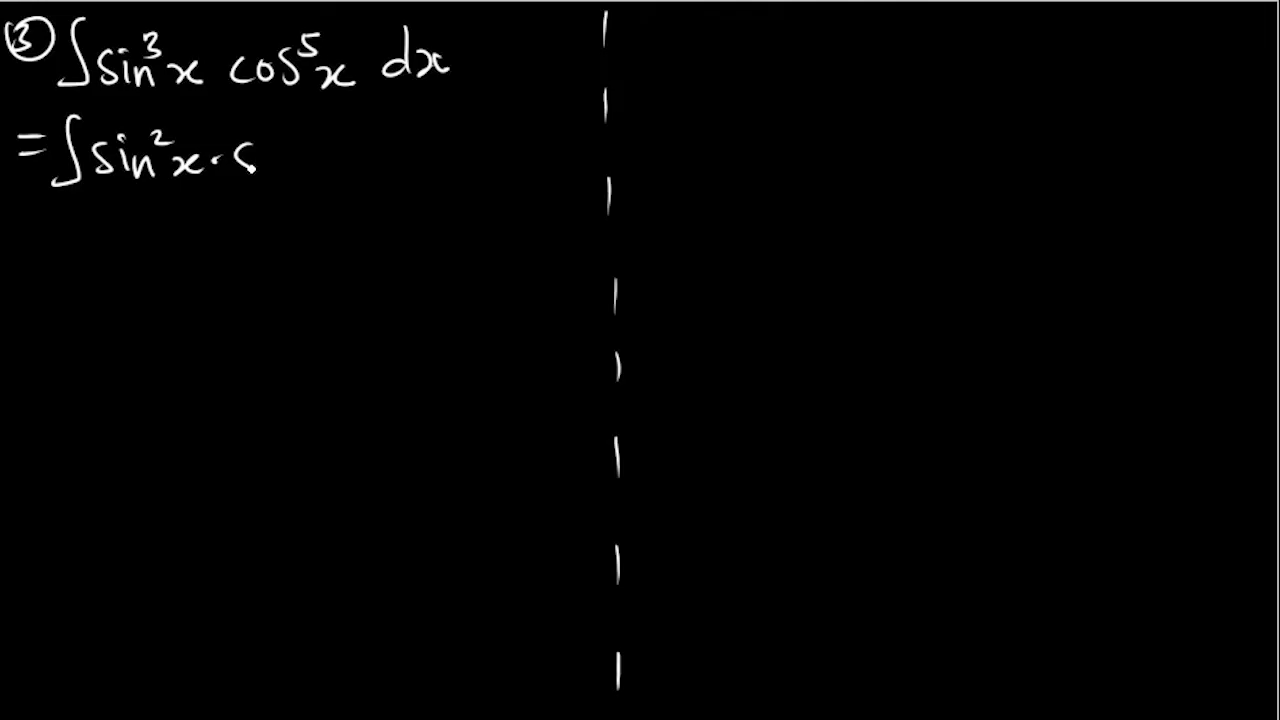 ③ ∫sin³x cos⁵x dx
= ∫sin²x · s